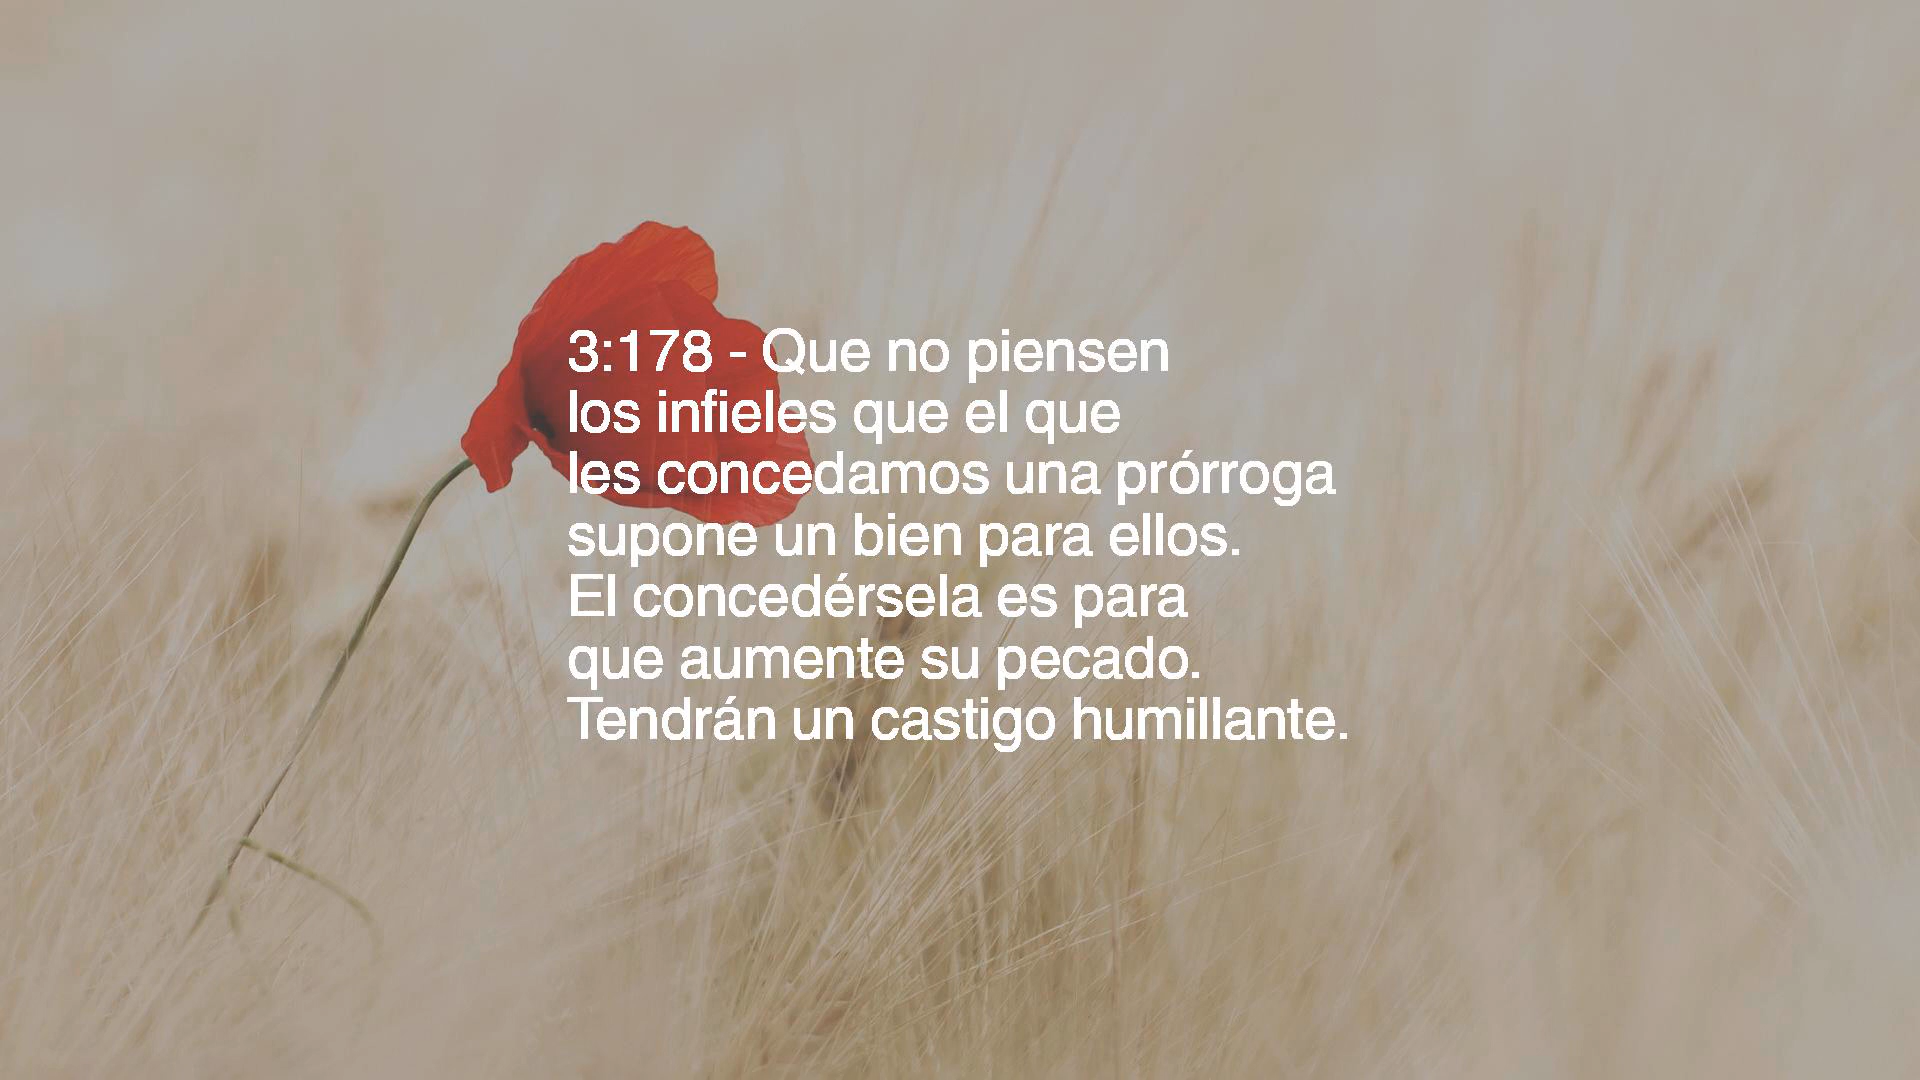 3:178 - Que no piensen
los infieles que el que
les concedamos una prórroga
supone un bien para ellos.
El concedérsela es para
que aumente su pecado.
Tendrán un castigo humillante.